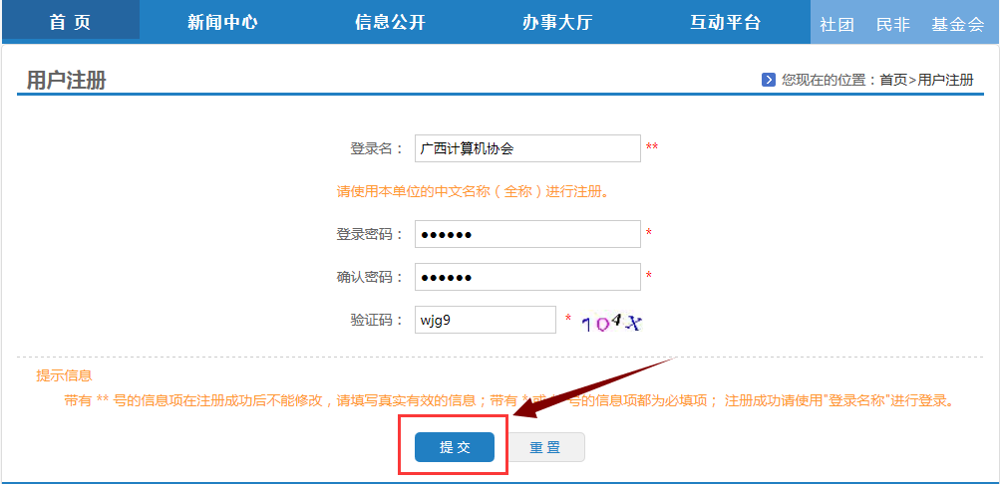 首 页 新闻中心 信息公开 办事大厅 互动平台 社团 民非 基金会
用户注册 您现在的位置：首页>用户注册
登录名： 广西计算机协会 **
请使用本单位的中文名称（全称）进行注册。
登录密码： ●●●●●● *
确认密码： ●●●●●● *
验证码： wjg9 * 104X
提示信息
带有 ** 号的信息项在注册成功后不能修改，请填写真实有效的信息；带有 * 或 号的信息项都为必填项； 注册成功请使用"登录名称"进行登录。
提 交 重 置